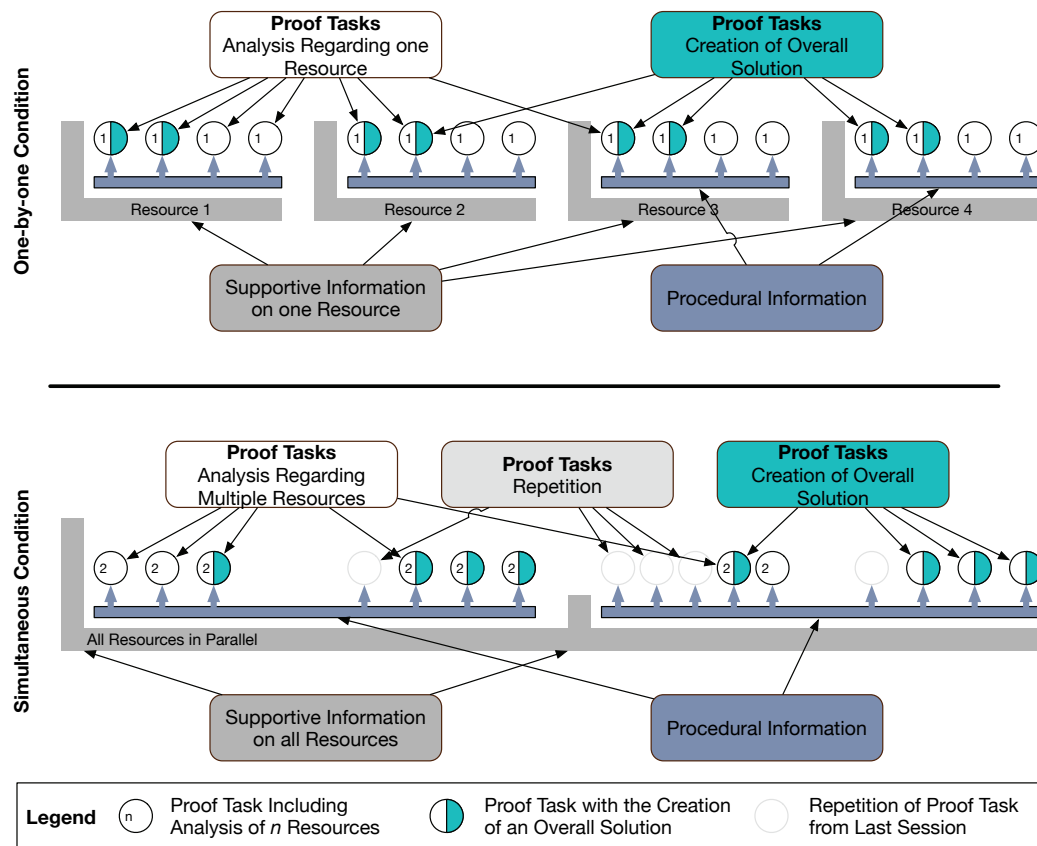 One-by-one Condition
Proof Tasks
Analysis Regarding one
Resource
Proof Tasks
Creation of Overall
Solution
1 1 1 1 1 1 1 1 1 1 1 1 1 1 1 1
Resource 1 Resource 2 Resource 3 Resource 4
Supportive Information
on one Resource
Procedural Information
Simultaneous Condition
Proof Tasks
Analysis Regarding
Multiple Resources
Proof Tasks
Repetition
Proof Tasks
Creation of Overall
Solution
2 2 2 2 2 2 2 2
All Resources in Parallel
Supportive Information
on all Resources
Procedural Information
Legend
n
Proof Task Including
Analysis of n Resources
Proof Task with the Creation
of an Overall Solution
Repetition of Proof Task
from Last Session